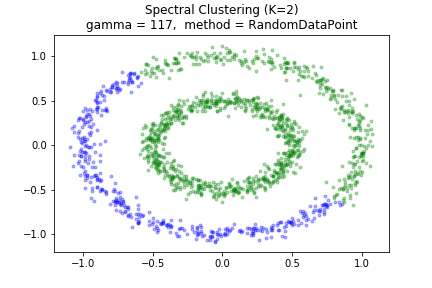 Spectral Clustering (K=2)
gamma = 117,  method = RandomDataPoint
1.0
0.5
0.0
−0.5
−1.0
−1.0 −0.5 0.0 0.5 1.0